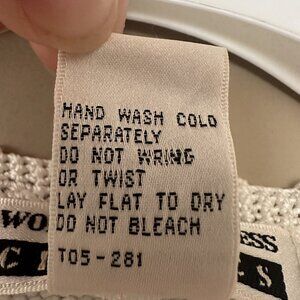 HAND WASH COLD
SEPARATELY
DO NOT WRING
OR TWIST
LAY FLAT TO DRY
DO NOT BLEACH
T05-281